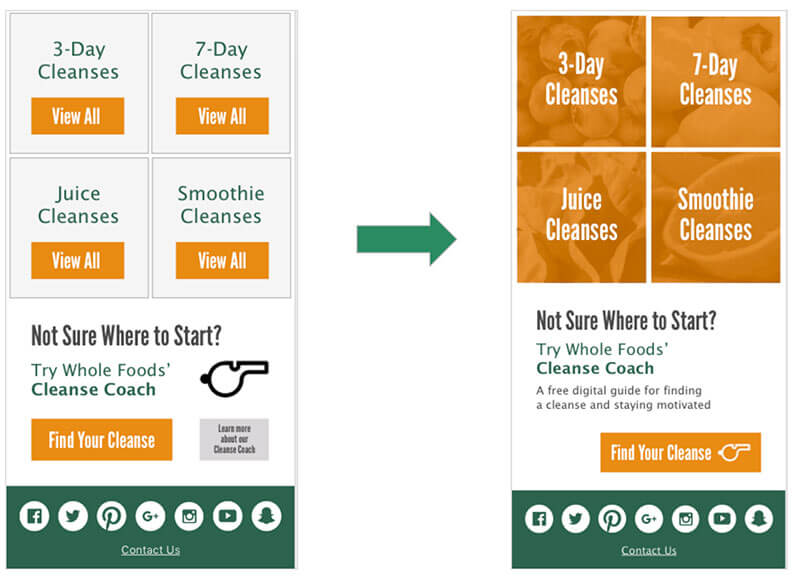 3-Day
Cleanses
View All
7-Day
Cleanses
View All
Juice
Cleanses
View All
Smoothie
Cleanses
View All
Not Sure Where to Start?
Try Whole Foods’
Cleanse Coach
Find Your Cleanse
Learn more
about our
Cleanse Coach
Contact Us
3-Day
Cleanses
7-Day
Cleanses
Juice
Cleanses
Smoothie
Cleanses
Not Sure Where to Start?
Try Whole Foods’
Cleanse Coach
A free digital guide for finding
a cleanse and staying motivated
Find Your Cleanse
Contact Us